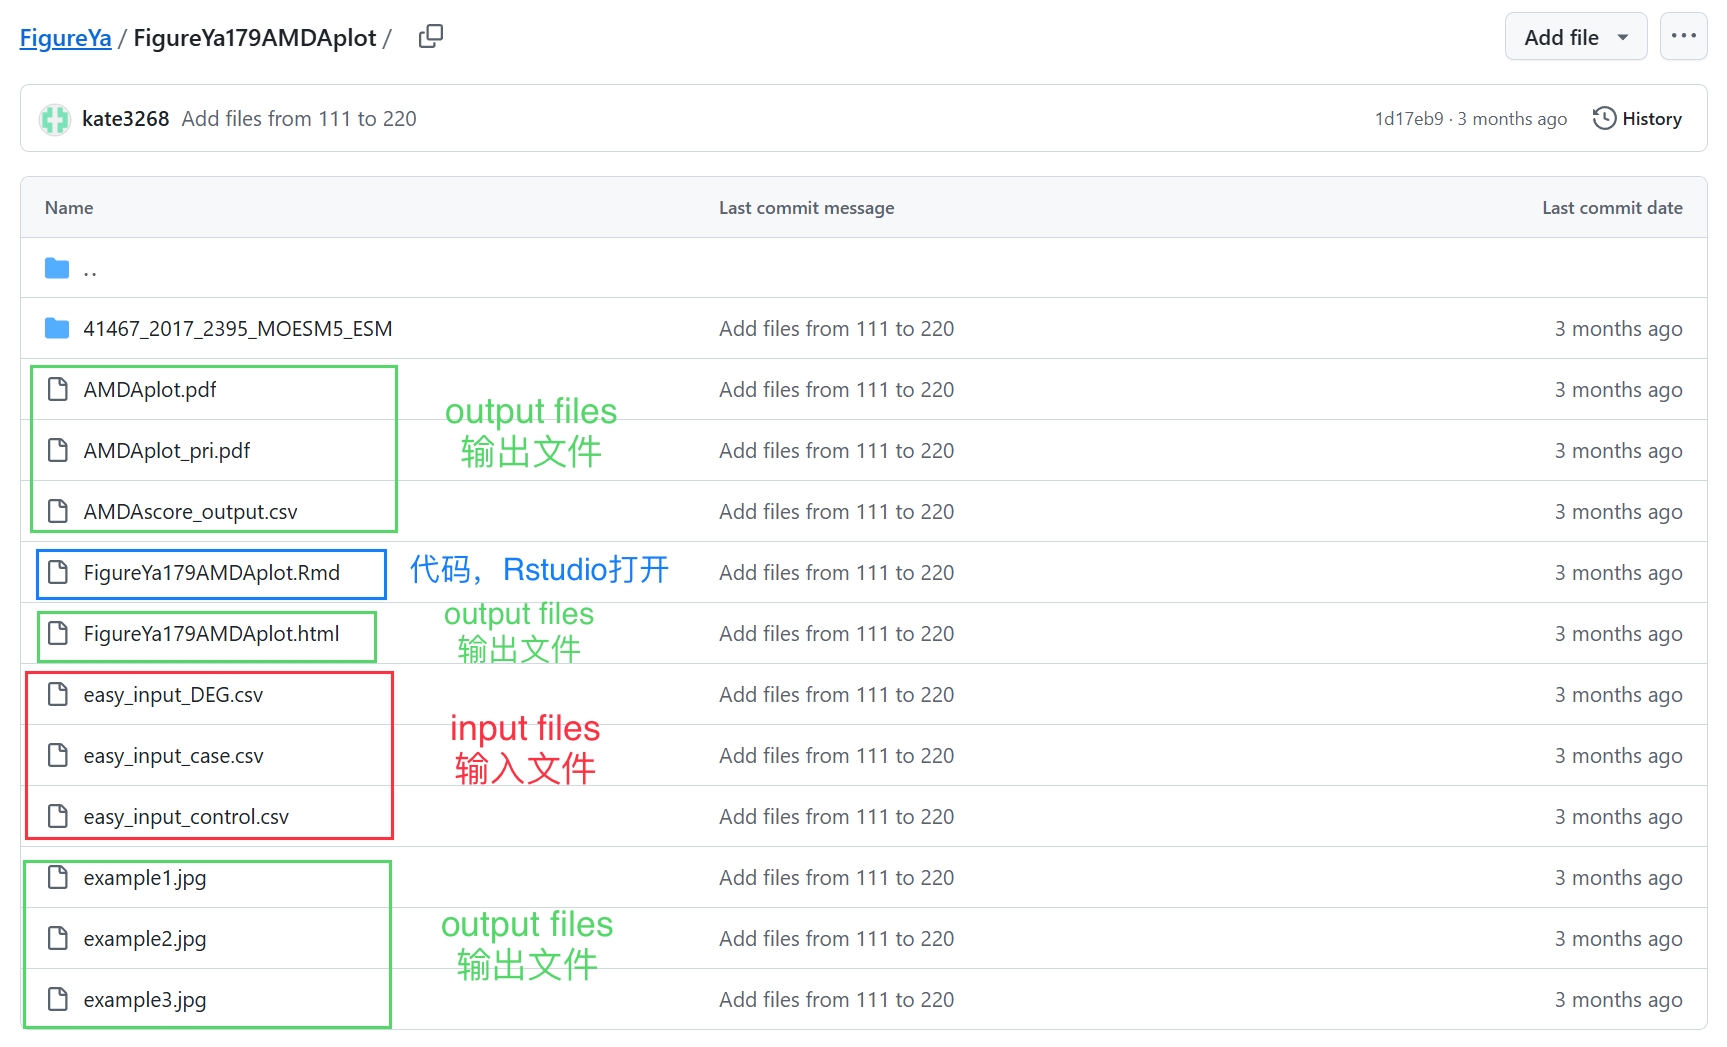 FigureYa / FigureYa179AMDAplot /
Add file
kate3268 Add files from 111 to 220
1d17eb9 · 3 months ago
History
Name Last commit message Last commit date
..
41467_2017_2395_MOESM5_ESM Add files from 111 to 220 3 months ago
AMDAplot.pdf Add files from 111 to 220 3 months ago
output files
输出文件
AMDAplot_pri.pdf Add files from 111 to 220 3 months ago
AMDAscore_output.csv Add files from 111 to 220 3 months ago
FigureYa179AMDAplot.Rmd 代码，Rstudio打开 Add files from 111 to 220 3 months ago
output files
输出文件
FigureYa179AMDAplot.html Add files from 111 to 220 3 months ago
easy_input_DEG.csv Add files from 111 to 220 3 months ago
input files
输入文件
easy_input_case.csv Add files from 111 to 220 3 months ago
easy_input_control.csv Add files from 111 to 220 3 months ago
example1.jpg Add files from 111 to 220 3 months ago
output files
输出文件
example2.jpg Add files from 111 to 220 3 months ago
example3.jpg Add files from 111 to 220 3 months ago